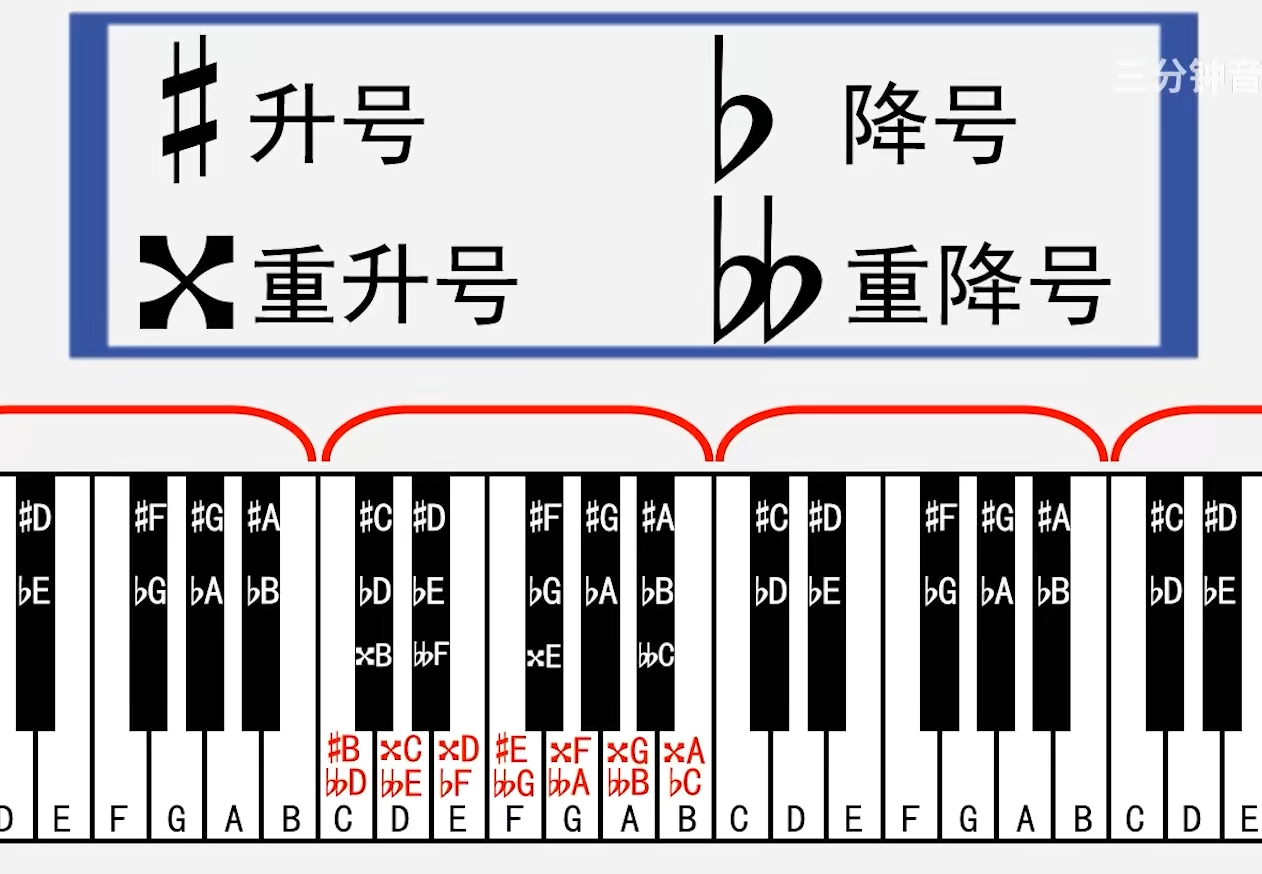 ♯ 升号 ♭ 降号
三分钟音
𝄪 重升号 𝄫 重降号
♯D ♯F ♯G ♯A ♯C ♯D ♯F ♯G ♯A ♯C ♯D ♯F ♯G ♯A ♯C ♯D
♭E ♭G ♭A ♭B ♭D ♭E ♭G ♭A ♭B ♭D ♭E ♭G ♭A ♭B ♭D ♭E
𝄪B 𝄫F 𝄪E 𝄫C
♯B 𝄪C 𝄪D ♯E 𝄪F 𝄪G 𝄪A
𝄫D 𝄫E ♭F 𝄫G 𝄫A 𝄫B ♭C
D E F G A B C D E F G A B C D E F G A B C D E